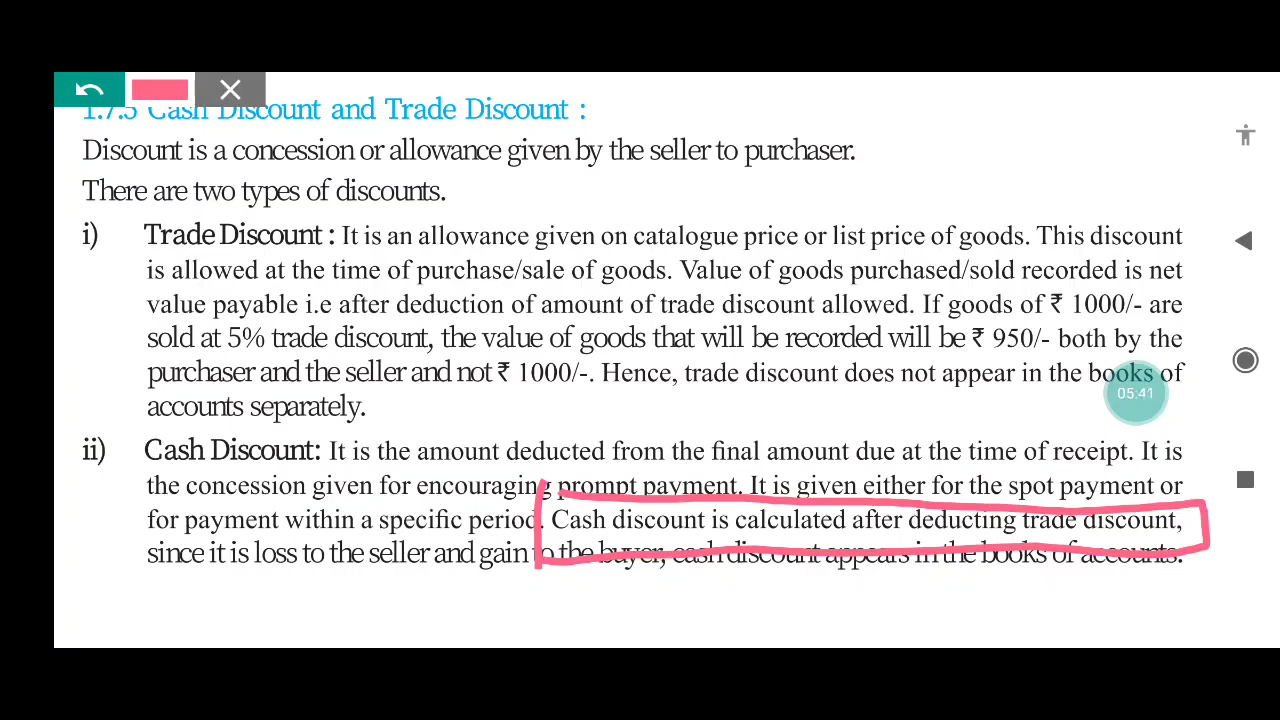 1.7.5 Cash Discount and Trade Discount :
Discount is a concession or allowance given by the seller to purchaser.
There are two types of discounts.
i) Trade Discount : It is an allowance given on catalogue price or list price of goods. This discount
is allowed at the time of purchase/sale of goods. Value of goods purchased/sold recorded is net
value payable i.e after deduction of amount of trade discount allowed. If goods of ₹ 1000/- are
sold at 5% trade discount, the value of goods that will be recorded will be ₹ 950/- both by the
purchaser and the seller and not ₹ 1000/-. Hence, trade discount does not appear in the books of
accounts separately.
05:41
ii) Cash Discount: It is the amount deducted from the final amount due at the time of receipt. It is
the concession given for encouraging prompt payment. It is given either for the spot payment or
for payment within a specific period. Cash discount is calculated after deducting trade discount,
since it is loss to the seller and gain to the buyer, cash discount appears in the books of accounts.